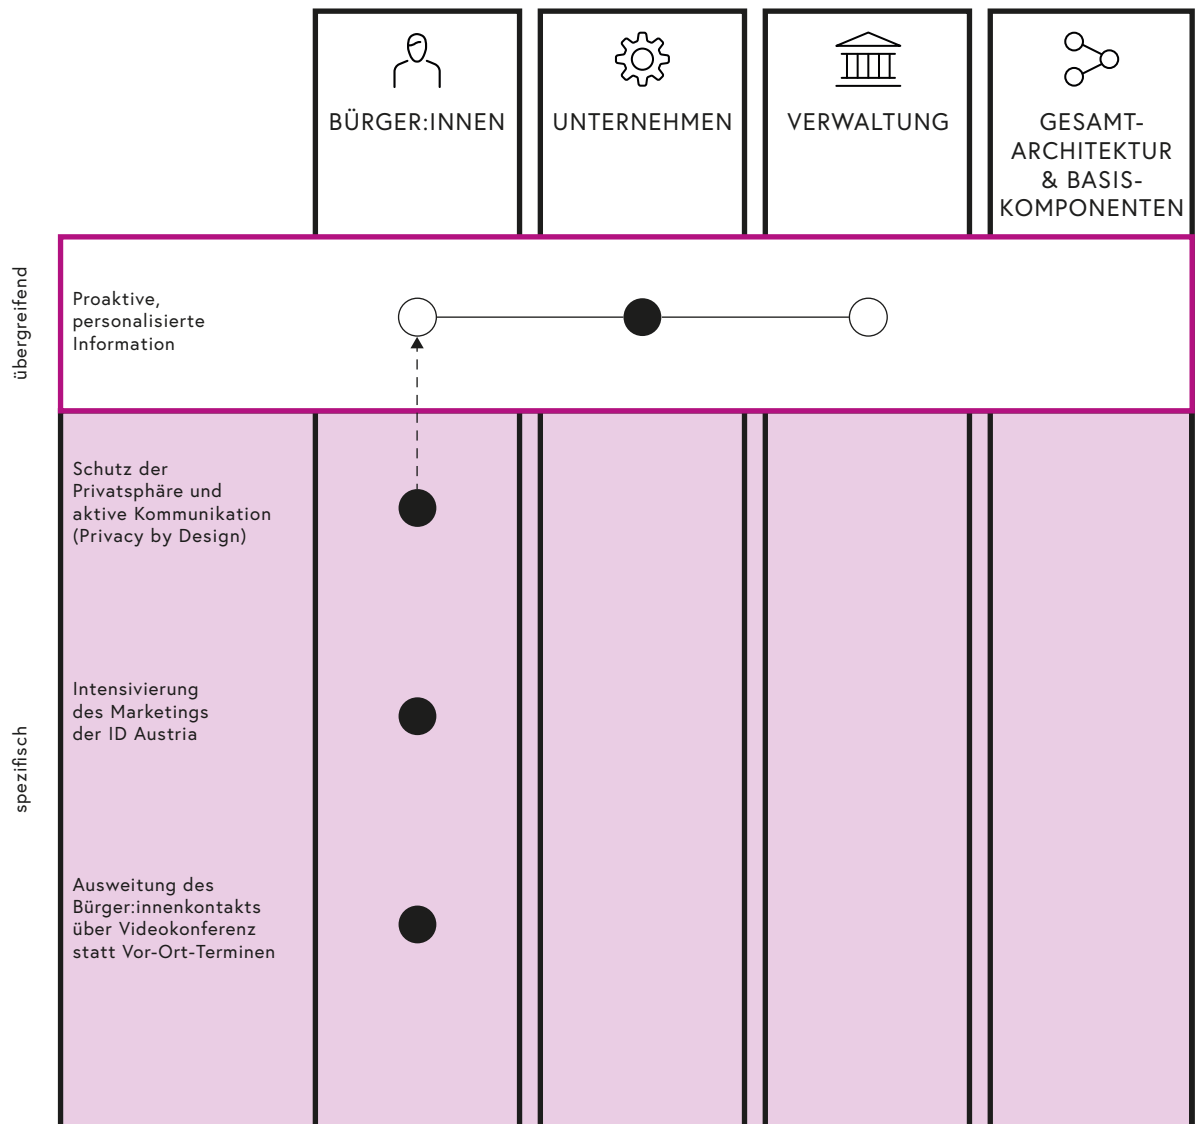 BÜRGER:INNEN
UNTERNEHMEN
VERWALTUNG
GESAMT-
ARCHITEKTUR
& BASIS-
KOMPONENTEN
übergreifend
Proaktive,
personalisierte
Information
spezifisch
Schutz der
Privatsphäre und
aktive Kommunikation
(Privacy by Design)
Intensivierung
des Marketings
der ID Austria
Ausweitung des
Bürger:innenkontakts
über Videokonferenz
statt Vor-Ort-Terminen